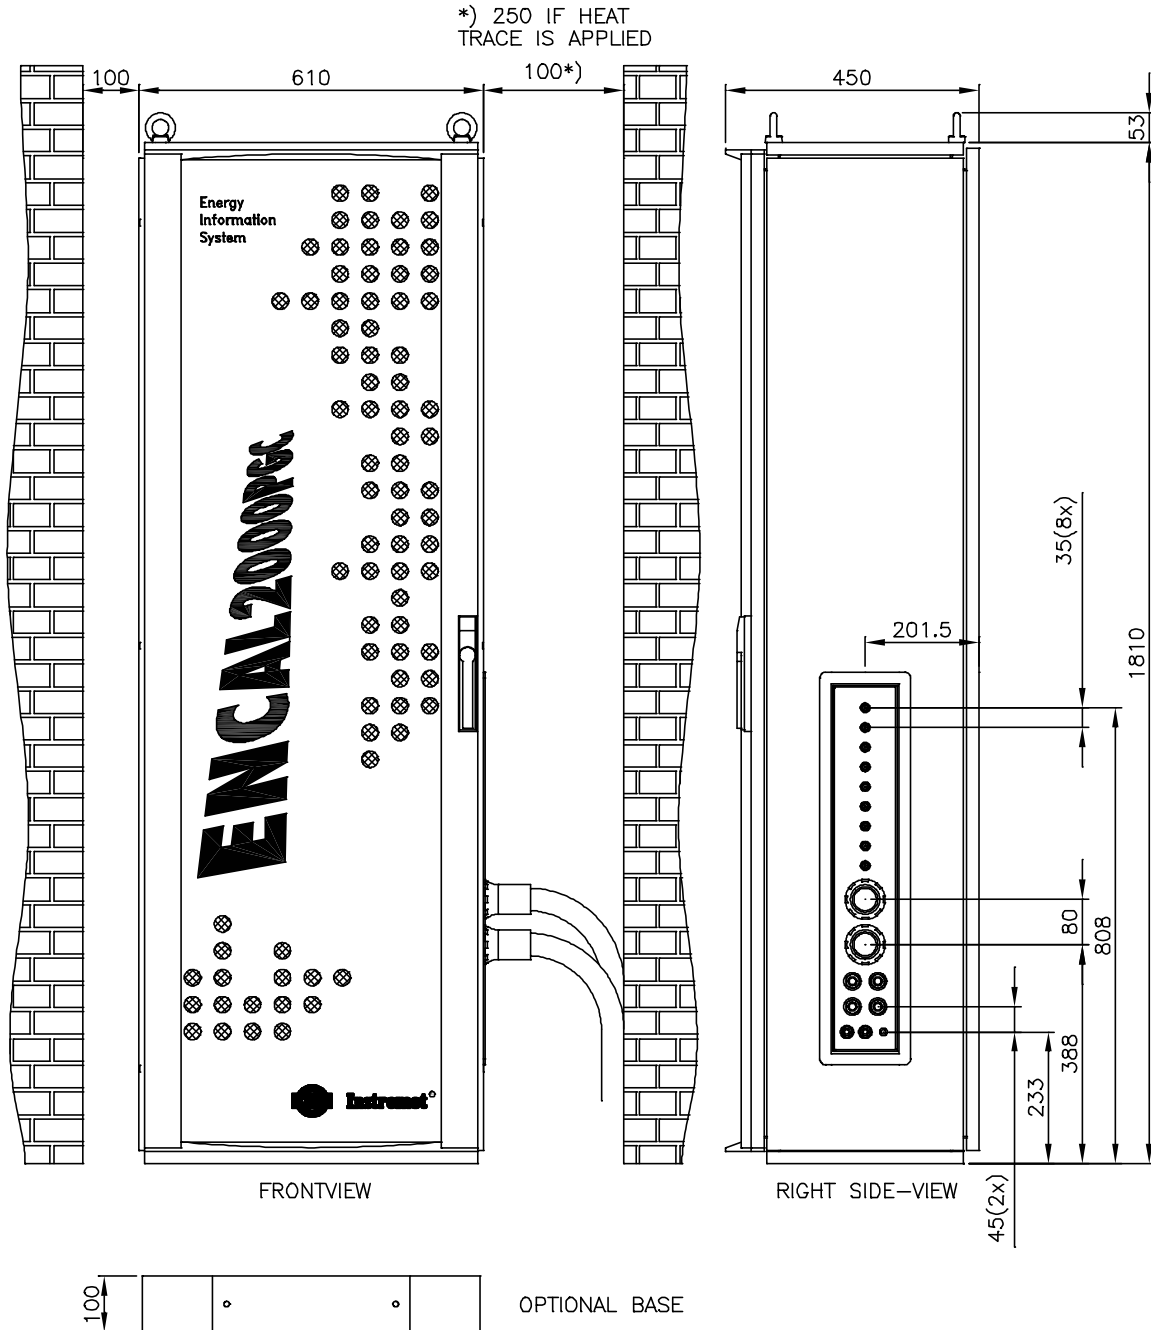 *) 250 IF HEAT
TRACE IS APPLIED
100
610
100*)
450
53
Energy
Information
System
ENCAL2000PGC
35(8x)
201.5
1810
80
808
388
233
45(2x)
Instromet
FRONTVIEW
RIGHT SIDE-VIEW
100
OPTIONAL BASE